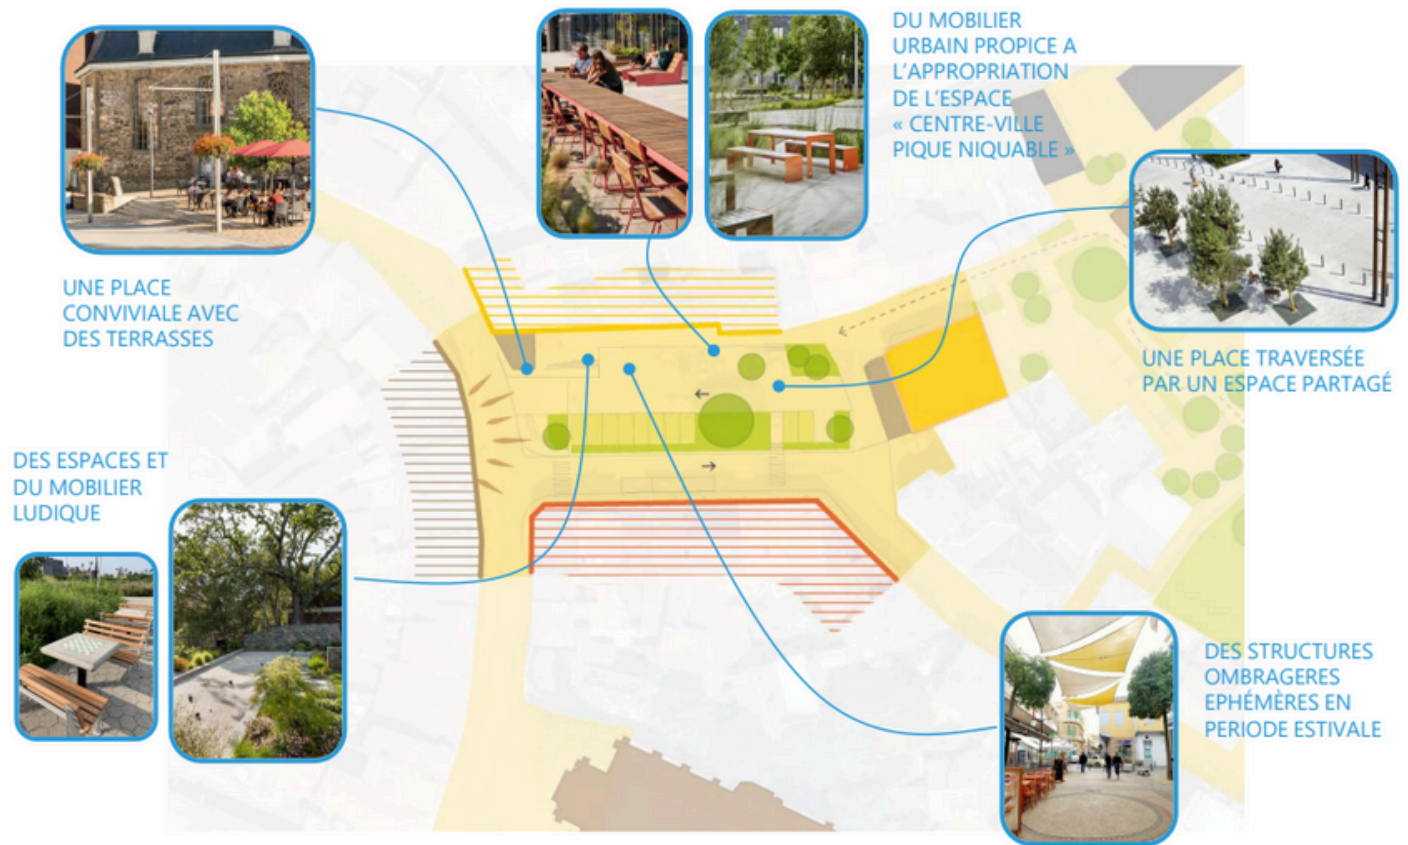 DU MOBILIER
URBAIN PROPICE A
L'APPROPRIATION
DE L'ESPACE
« CENTRE-VILLE
PIQUE NIQUABLE »
UNE PLACE
CONVIVIALE AVEC
DES TERRASSES
UNE PLACE TRAVERSÉE
PAR UN ESPACE PARTAGÉ
DES ESPACES ET
DU MOBILIER
LUDIQUE
DES STRUCTURES
OMBRAGERES
EPHÉMÈRES EN
PERIODE ESTIVALE